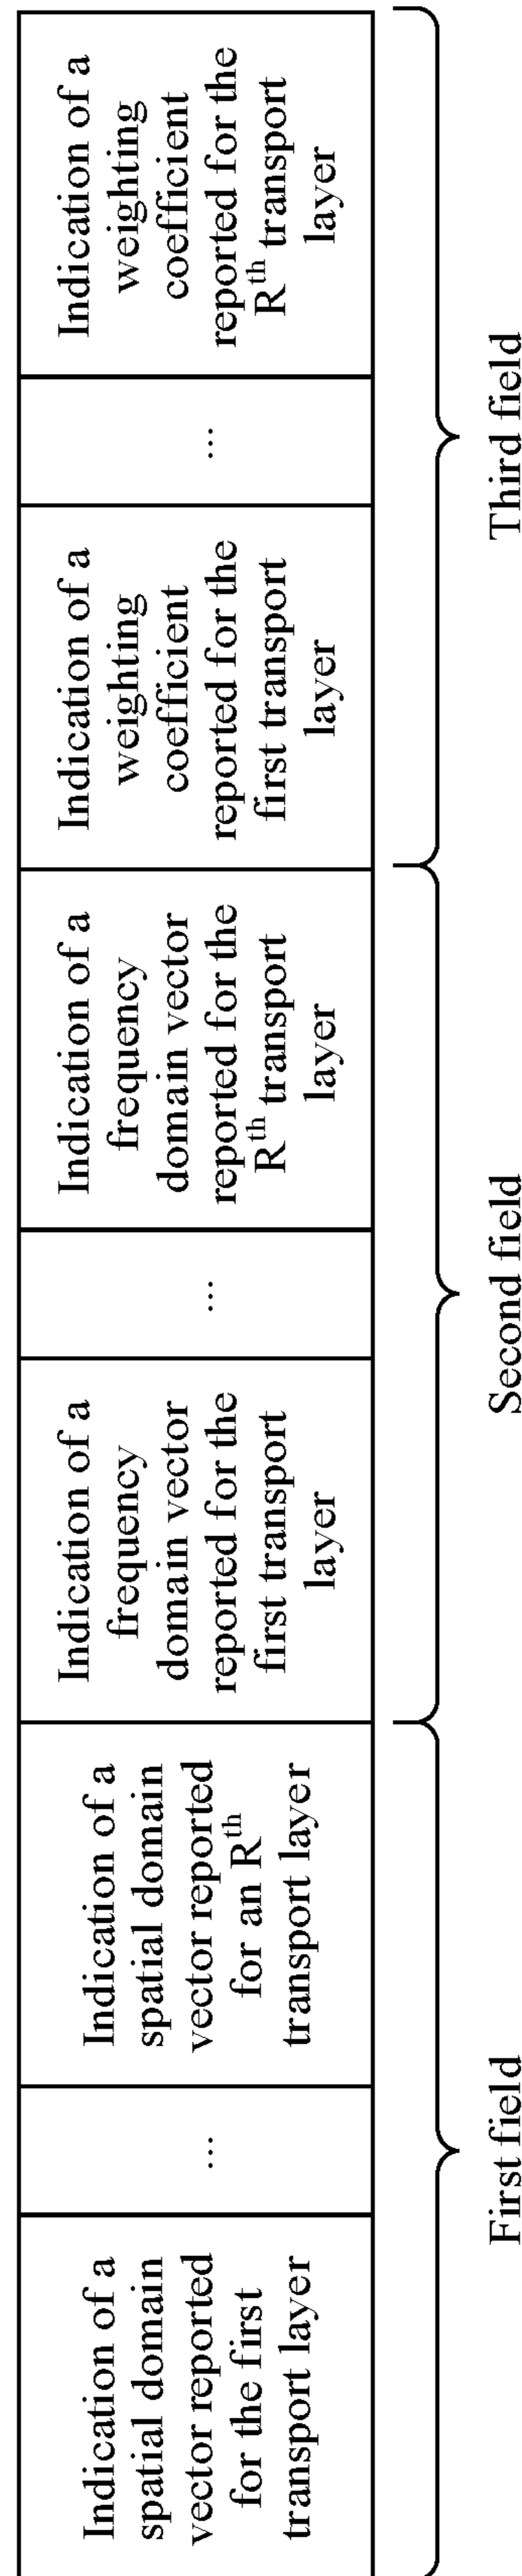 Indication of a
spatial domain
vector reported
for the first
transport layer
...
Indication of a
spatial domain
vector reported
for an Rth
transport layer
Indication of a
frequency
domain vector
reported for the
first transport
layer
...
Indication of a
frequency
domain vector
reported for the
Rth transport
layer
Indication of a
weighting
coefficient
reported for the
first transport
layer
...
Indication of a
weighting
coefficient
reported for the
Rth transport
layer
First field
Second field
Third field